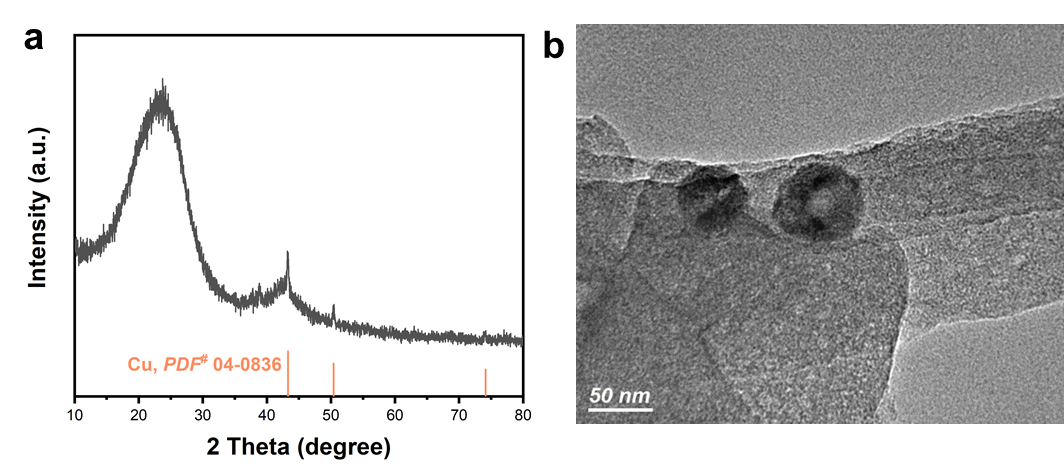 a
Intensity (a.u.)
Cu, PDF# 04-0836
10 20 30 40 50 60 70 80
2 Theta (degree)
b
50 nm